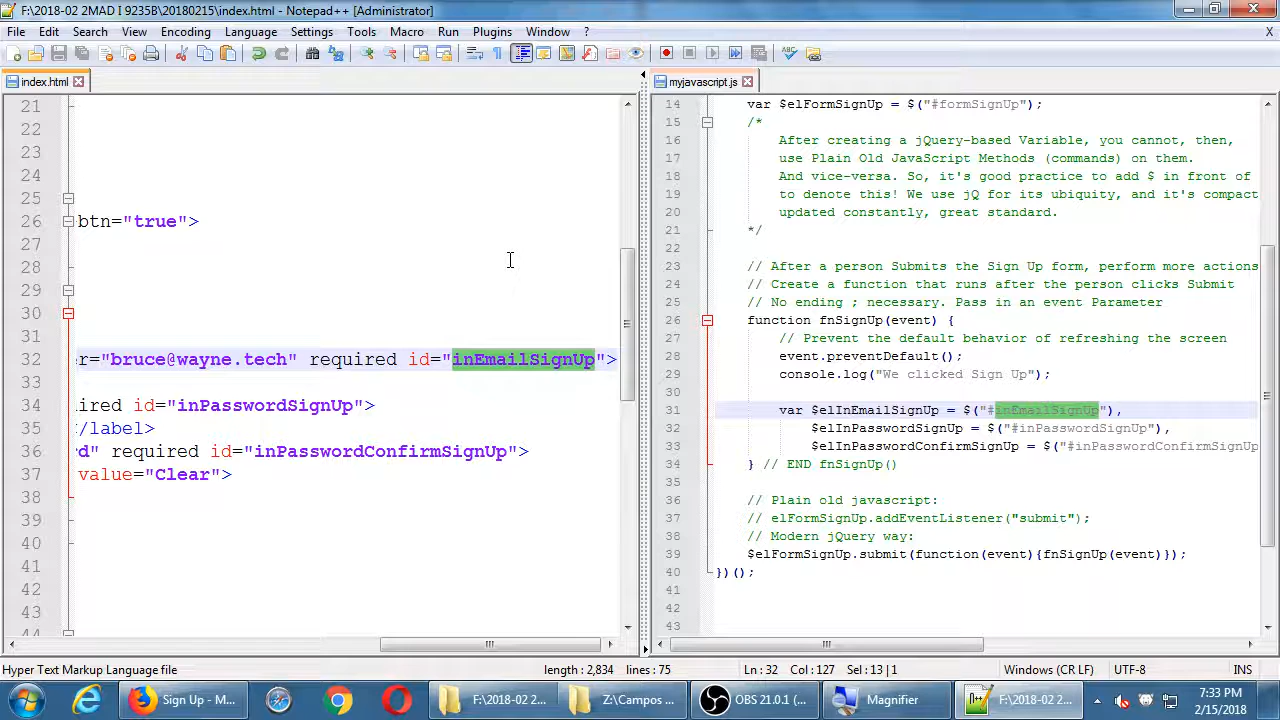 F:\2018-02 2MAD I 9235B\20180215\index.html - Notepad++ [Administrator]
File Edit Search View Encoding Language Settings Tools Macro Run Plugins Window ? X
index.html
21
22
23
24
25
26 btn="true">
27
28
29
30
31
32 er="bruce@wayne.tech" required id="inEmailSignUp">
33
34 ired id="inPasswordSignUp">
35 </label>
36 d" required id="inPasswordConfirmSignUp">
37 value="Clear">
38
39
40
41
42
43
44
myjavascript.js
14 var $elFormSignUp = $("#formSignUp");
15 /*
16 After creating a jQuery-based Variable, you cannot, then,
17 use Plain Old JavaScript Methods (commands) on them.
18 And vice-versa. So, it's good practice to add $ in front of
19 to denote this! We use jQ for its ubiquity, and it's compact
20 updated constantly, great standard.
21 */
22
23 // After a person Submits the Sign Up form, perform more actions
24 // Create a function that runs after the person clicks Submit
25 // No ending ; necessary. Pass in an event Parameter
26 function fnSignUp(event) {
27 // Prevent the default behavior of refreshing the screen
28 event.preventDefault();
29 console.log("We clicked Sign Up");
30
31 var $elInEmailSignUp = $("#inEmailSignUp"),
32 $elInPasswordSignUp = $("#inPasswordSignUp"),
33 $elInPasswordConfirmSignUp = $("#inPasswordConfirmSignUp
34 } // END fnSignUp()
35
36 // Plain old javascript:
37 // elFormSignUp.addEventListener("submit");
38 // Modern jQuery way:
39 $elFormSignUp.submit(function(event){fnSignUp(event)});
40 })();
41
42
43
Hyper Text Markup Language file length : 2,834 lines : 75 Ln : 32 Col : 127 Sel : 13 | 1 Windows (CR LF) UTF-8 INS
Sign Up - M... F:\2018-02 2... Z:\Campos ... OBS 21.0.1 (... Magnifier F:\2018-02 2... 7:33 PM
2/15/2018